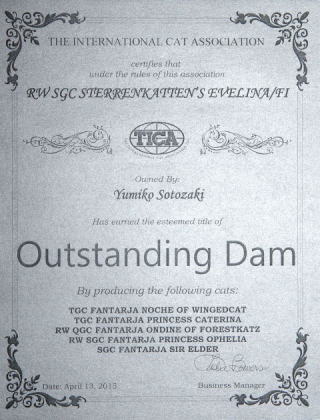 THE INTERNATIONAL CAT ASSOCIATION
certifies that
under the rules of this association
RW SGC STERRENKATTEN'S EVELINA/FI
TICA
Owned By:
Yumiko Sotozaki
Has earned the esteemed title of
Outstanding Dam
By producing the following cats:
TGC FANTARJA NOCHE OF WINGEDCAT
TGC FANTARJA PRINCESS CATERINA
RW QGC FANTARJA ONDINE OF FORESTKATZ
RW SGC FANTARJA PRINCESS OPHELIA
SGC FANTARJA SIR ELDER
Date: April 13, 2015
Business Manager